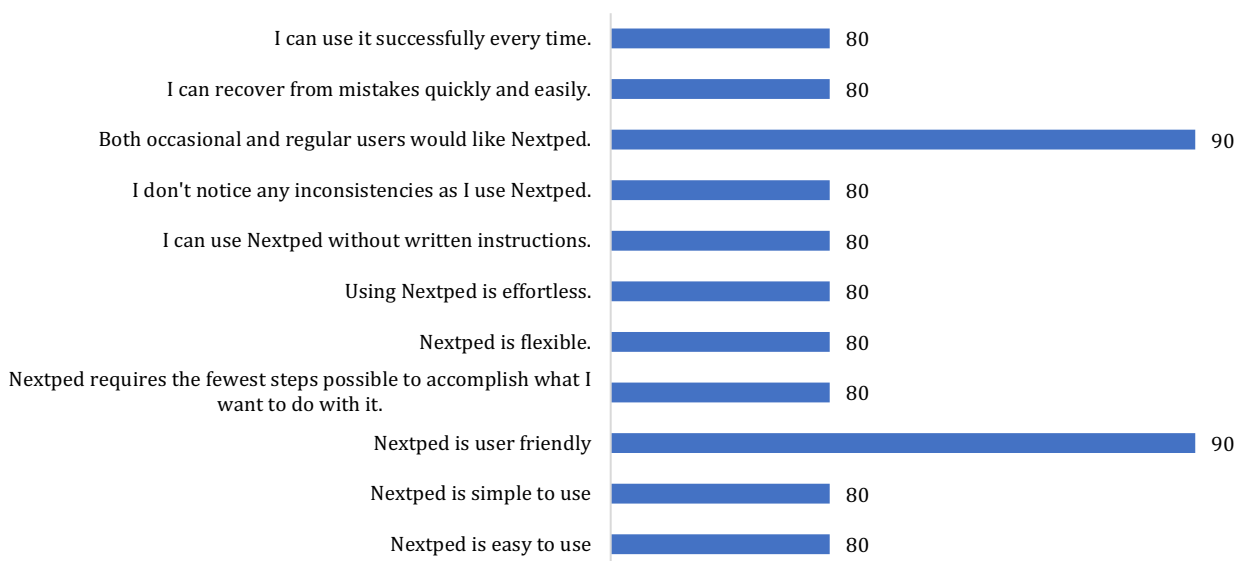 I can use it successfully every time. 80
I can recover from mistakes quickly and easily. 80
Both occasional and regular users would like Nextped. 90
I don't notice any inconsistencies as I use Nextped. 80
I can use Nextped without written instructions. 80
Using Nextped is effortless. 80
Nextped is flexible. 80
Nextped requires the fewest steps possible to accomplish what I
want to do with it. 80
Nextped is user friendly 90
Nextped is simple to use 80
Nextped is easy to use 80